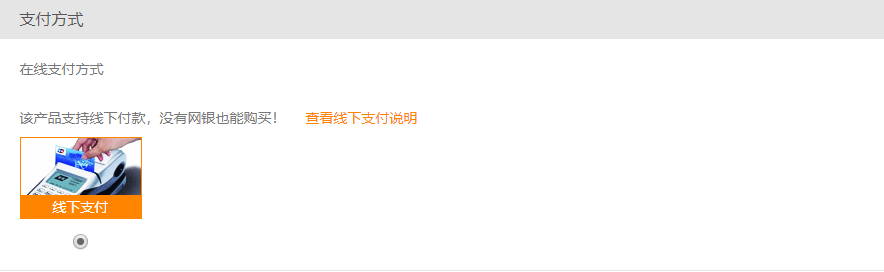 支付方式
在线支付方式
该产品支持线下付款，没有网银也能购买！ 查看线下支付说明
线下支付